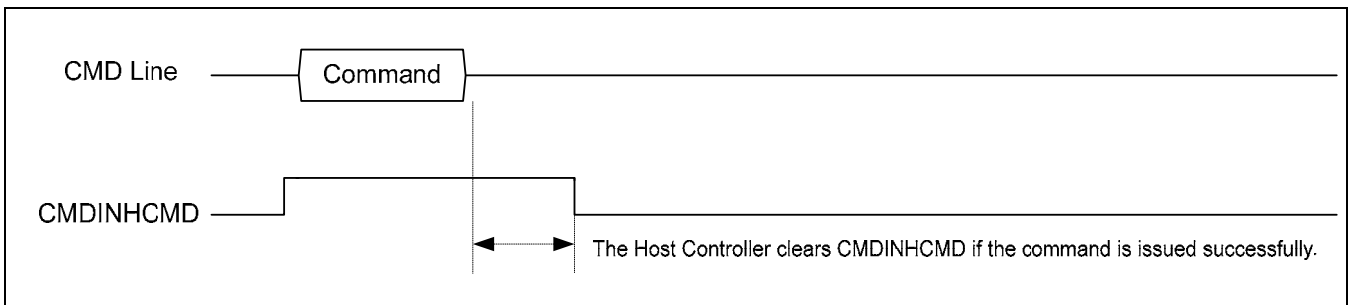 CMD Line
Command
CMDINHCMD
The Host Controller clears CMDINHCMD if the command is issued successfully.